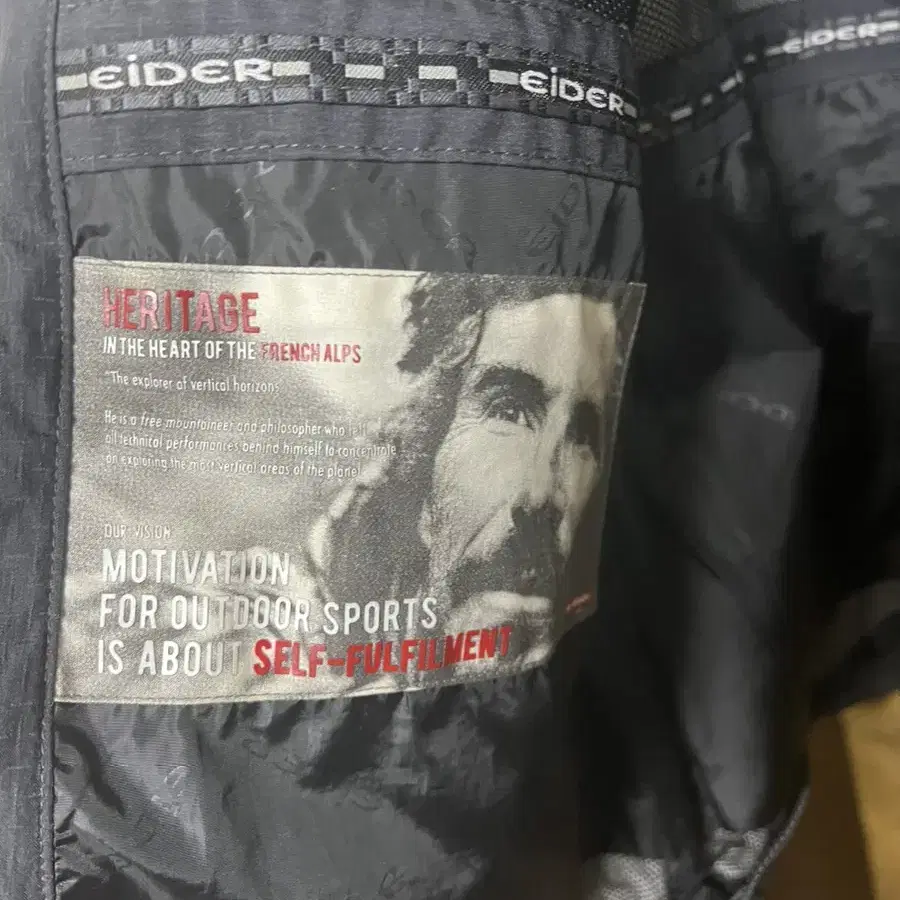 EiDER EiDER EiDER
EiDER
HERITAGE
IN THE HEART OF THE FRENCH ALPS
"The explorer of vertical horizons
He is a free mountaineer and philosopher who left
all technical performances behind himself to concentrate
on exploring the most vertical areas of the planet
OUR VISION
MOTIVATION
FOR OUTDOOR SPORTS
IS ABOUT SELF-FULFILMENT